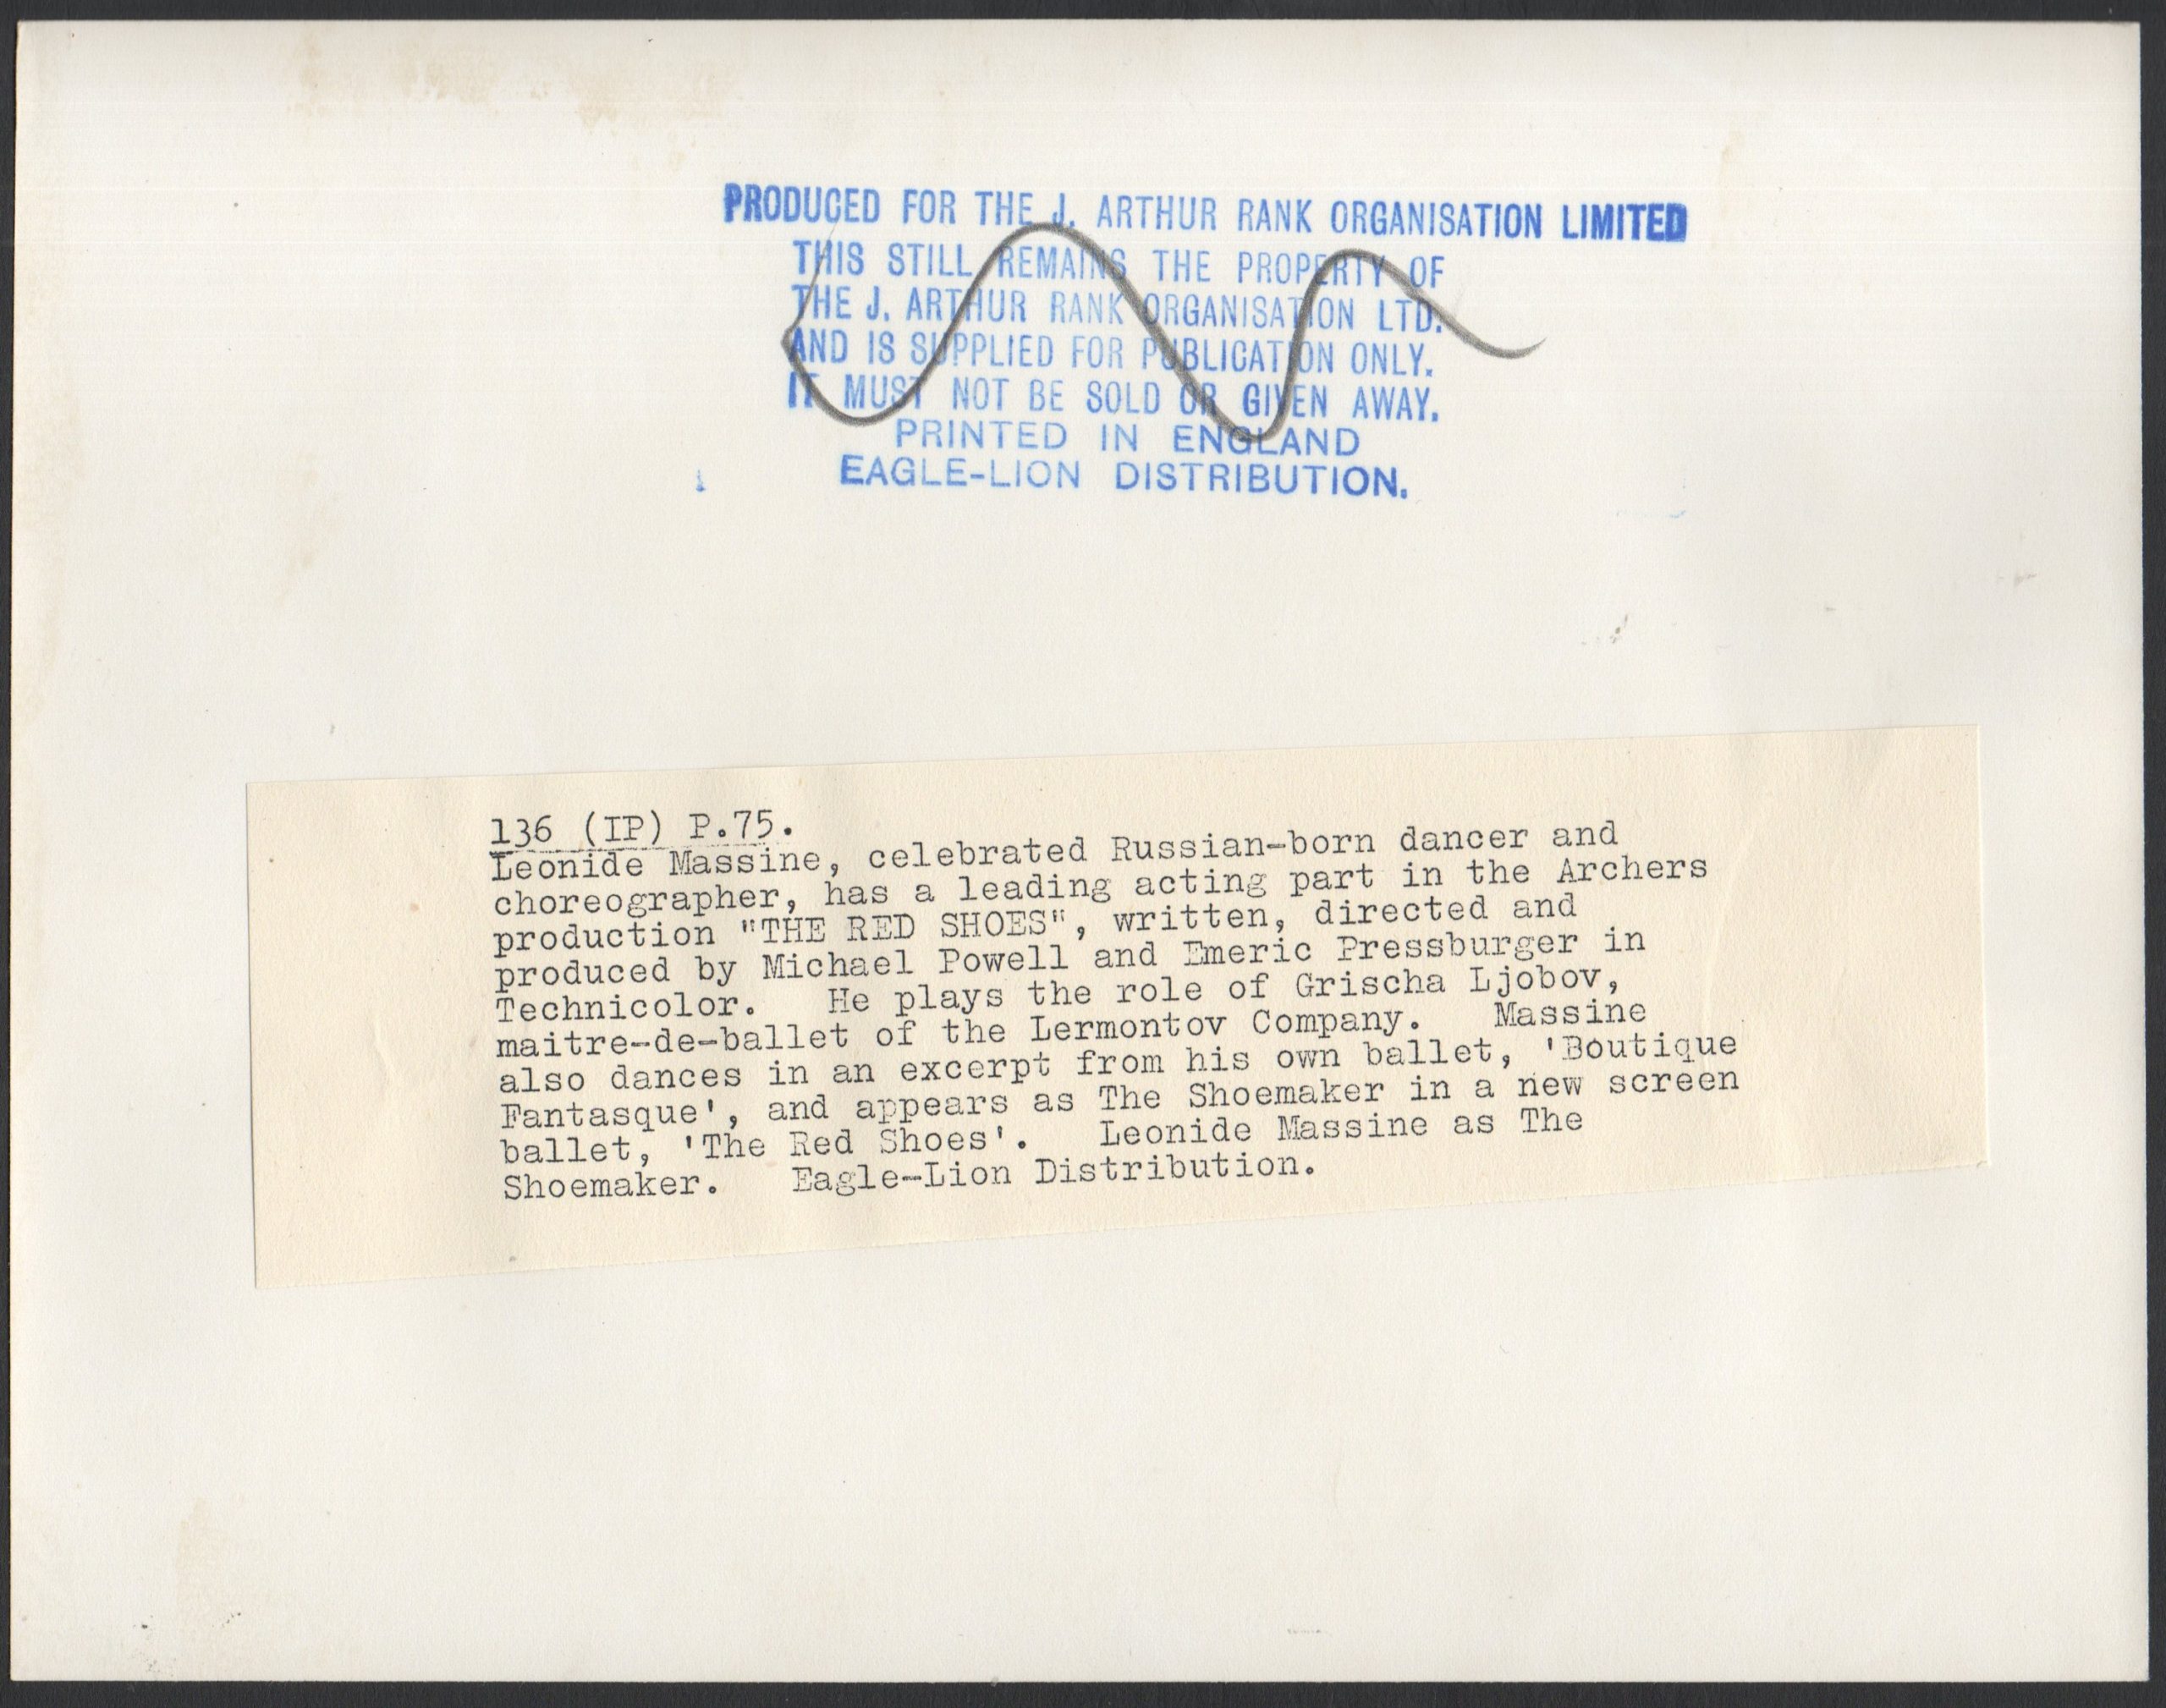 PRODUCED FOR THE J. ARTHUR RANK ORGANISATION LIMITED
THIS STILL REMAINS THE PROPERTY OF
THE J. ARTHUR RANK ORGANISATION LTD.
AND IS SUPPLIED FOR PUBLICATION ONLY.
IT MUST NOT BE SOLD OR GIVEN AWAY.
PRINTED IN ENGLAND
EAGLE-LION DISTRIBUTION.
136 (IP) P.75.
Leonide Massine, celebrated Russian-born dancer and
choreographer, has a leading acting part in the Archers
production "THE RED SHOES", written, directed and
produced by Michael Powell and Emeric Pressburger in
Technicolor. He plays the role of Grischa Ljobov,
maitre-de-ballet of the Lermontov Company. Massine
also dances in an excerpt from his own ballet, 'Boutique
Fantasque', and appears as The Shoemaker in a new screen
ballet, 'The Red Shoes'. Leonide Massine as The
Shoemaker. Eagle-Lion Distribution.